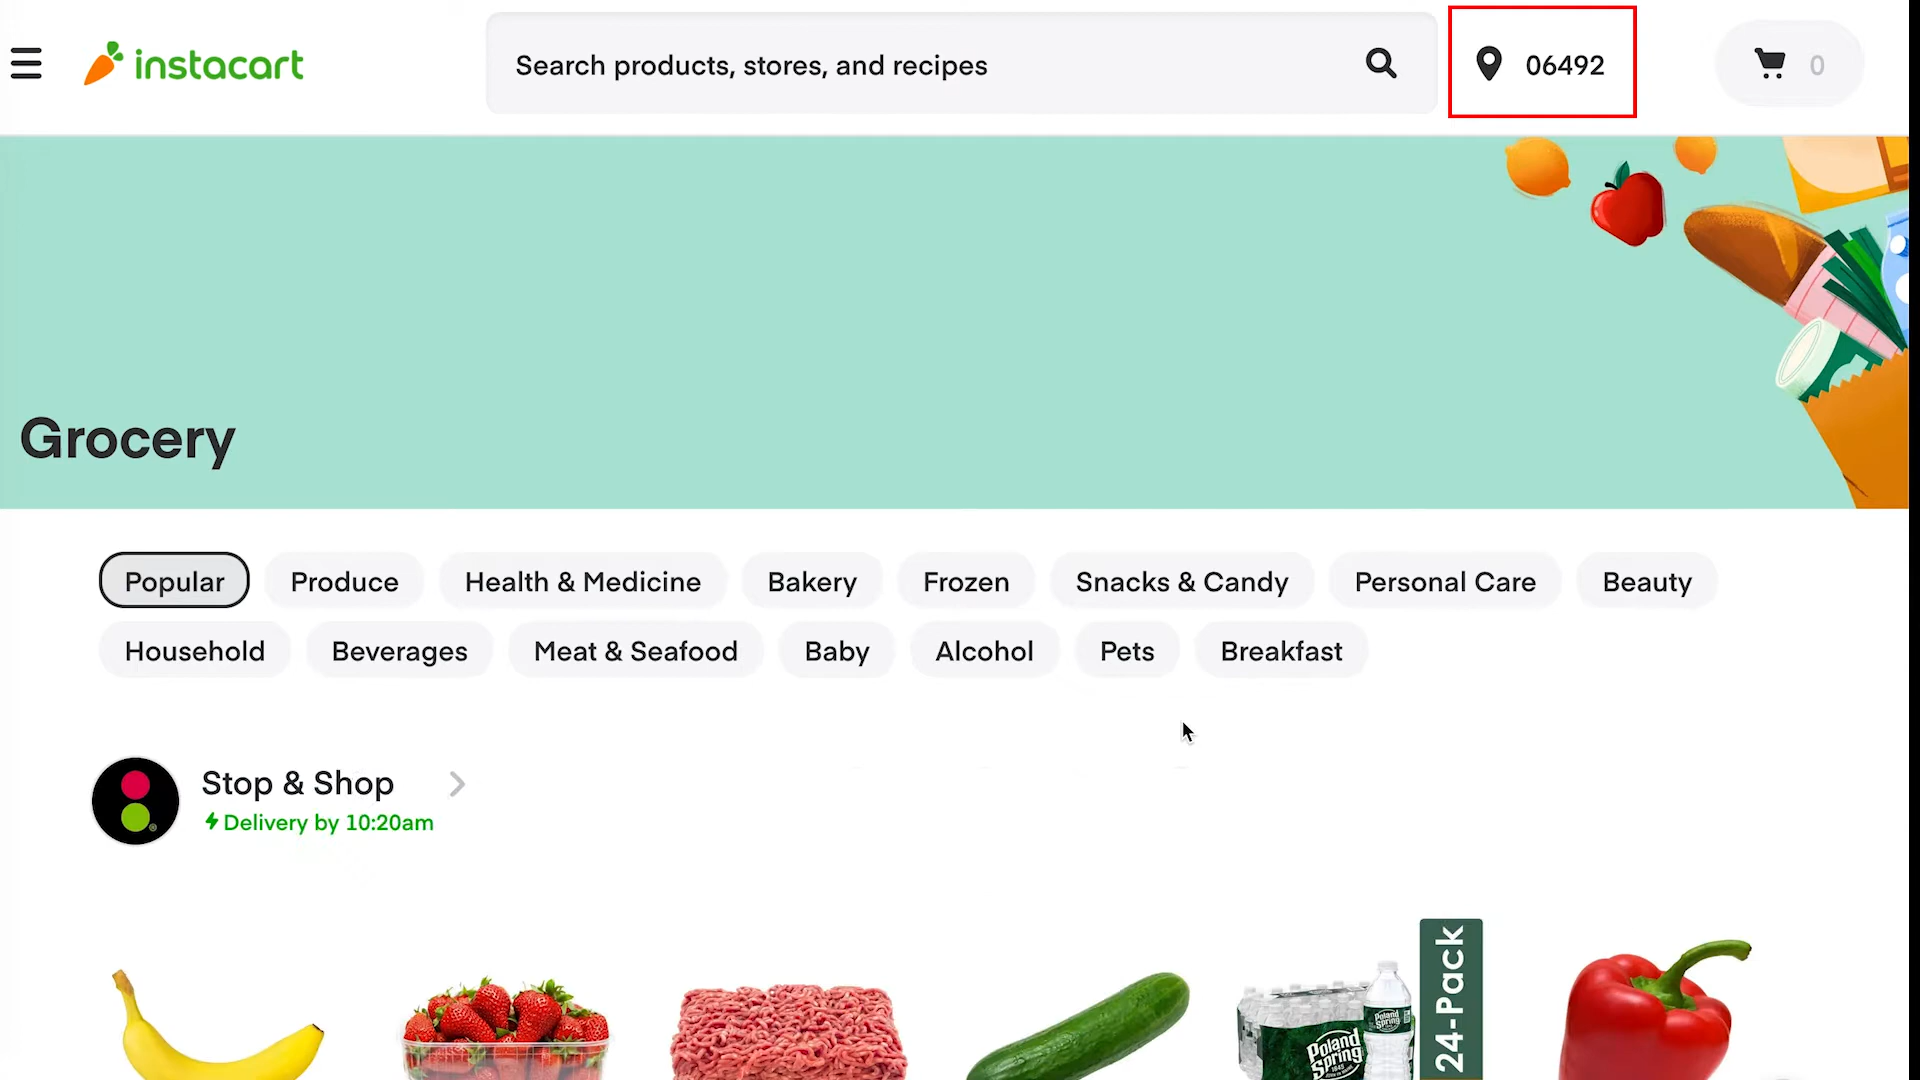 instacart
Search products, stores, and recipes
06492
0
Grocery
Popular
Produce
Health & Medicine
Bakery
Frozen
Snacks & Candy
Personal Care
Beauty
Household
Beverages
Meat & Seafood
Baby
Alcohol
Pets
Breakfast
Stop & Shop
Delivery by 10:20am
Poland
Spring
Poland
Spring
24-Pack